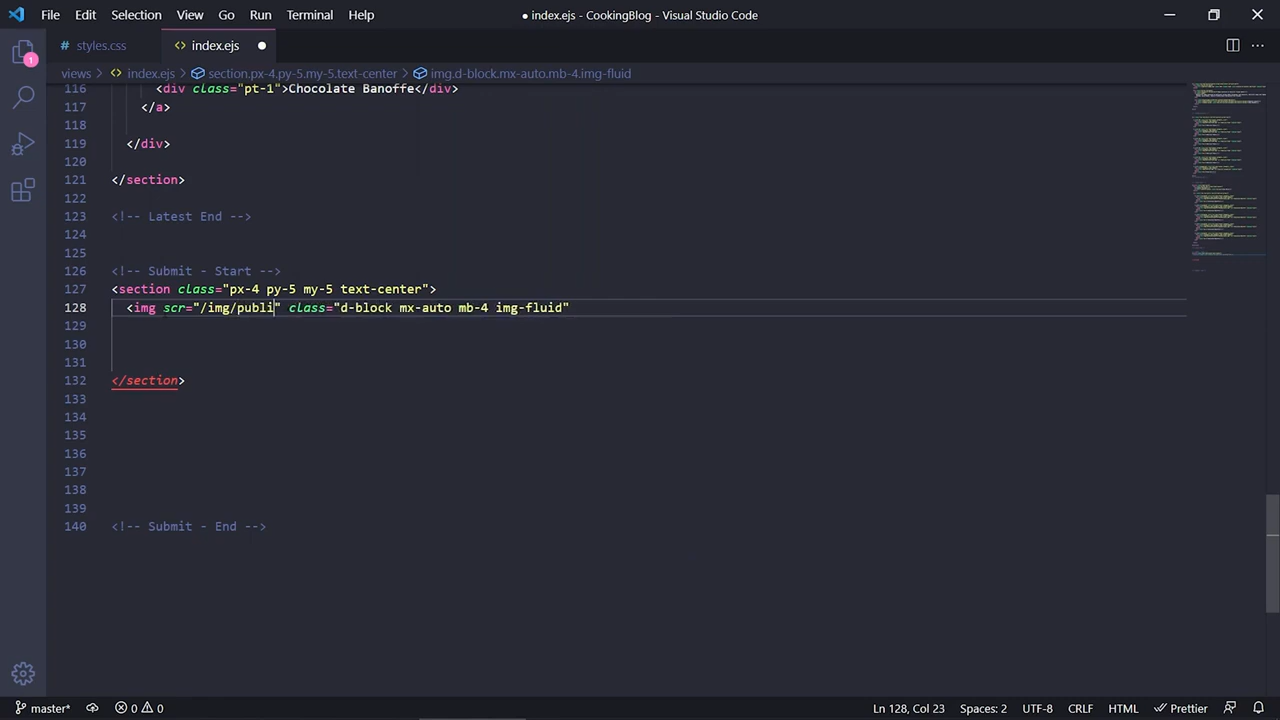 File Edit Selection View Go Run Terminal Help
● index.ejs - CookingBlog - Visual Studio Code
# styles.css <> index.ejs ●
views > <> index.ejs > section.px-4.py-5.my-5.text-center > img.d-block.mx-auto.mb-4.img-fluid
1
116 <div class="pt-1">Chocolate Banoffe</div>
117 </a>
118
119 </div>
120
121 </section>
122
123 <!-- Latest End -->
124
125
126 <!-- Submit - Start -->
127 <section class="px-4 py-5 my-5 text-center">
128 <img scr="/img/publi" class="d-block mx-auto mb-4 img-fluid"
129
130
131
132 </section>
133
134
135
136
137
138
139
140 <!-- Submit - End -->
master* 0 0 Ln 128, Col 23 Spaces: 2 UTF-8 CRLF HTML Prettier